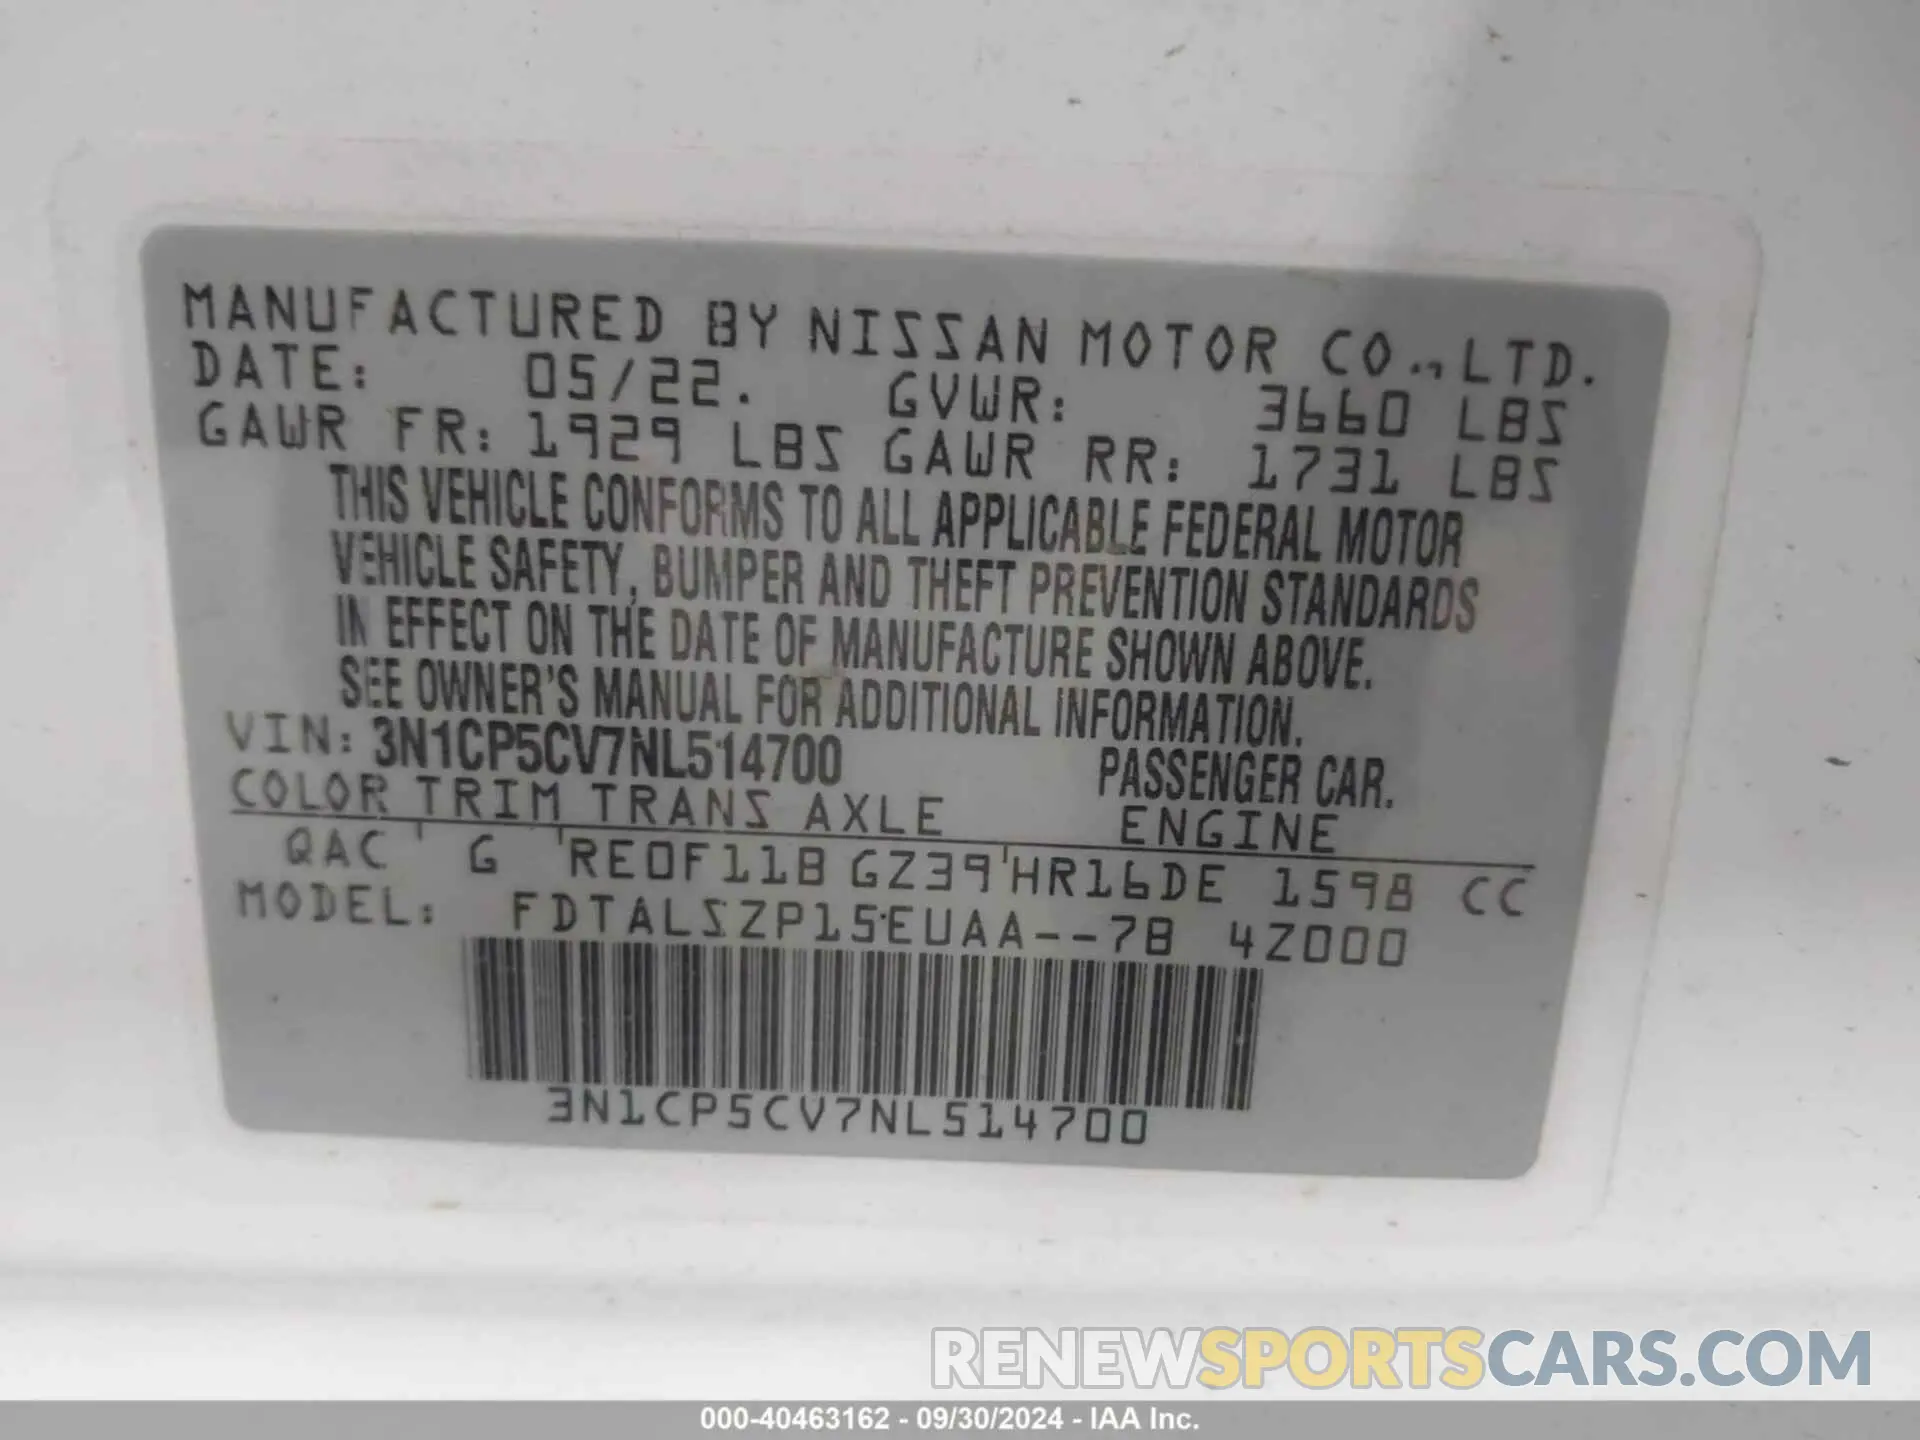 MANUFACTURED BY NISSAN MOTOR CO.,LTD.
DATE: 05/22. GVWR: 3660 LBS
GAWR FR: 1929 LBS GAWR RR: 1731 LBS
THIS VEHICLE CONFORMS TO ALL APPLICABLE FEDERAL MOTOR
VEHICLE SAFETY, BUMPER AND THEFT PREVENTION STANDARDS
IN EFFECT ON THE DATE OF MANUFACTURE SHOWN ABOVE.
SEE OWNER'S MANUAL FOR ADDITIONAL INFORMATION.
VIN: 3N1CP5CV7NL514700 PASSENGER CAR.
COLOR TRIM TRANS AXLE ENGINE
QAC ' G 'RE0F11B GZ39'HR16DE 1598 CC
MODEL: FDTALSZP15EUAA--7B 4Z000
3N1CP5CV7NL514700
RENEWSPORTSCARS.COM
000-40463162 - 09/30/2024 - IAA Inc.